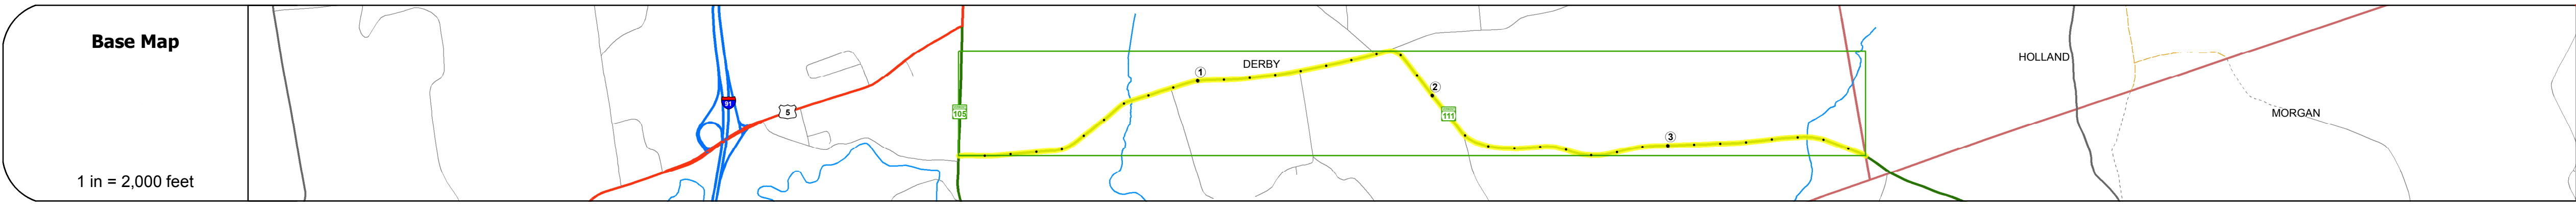 Base Map
1 in = 2,000 feet
91
5
105
1
DERBY
2
111
3
HOLLAND
MORGAN